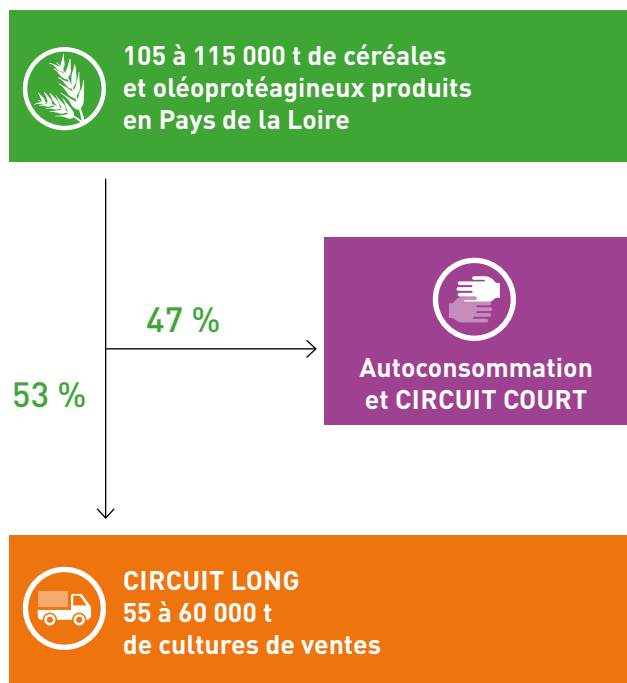 105 à 115 000 t de céréales
et oléoprotéagineux produits
en Pays de la Loire
47 %
Autoconsommation
et CIRCUIT COURT
53 %
CIRCUIT LONG
55 à 60 000 t
de cultures de ventes